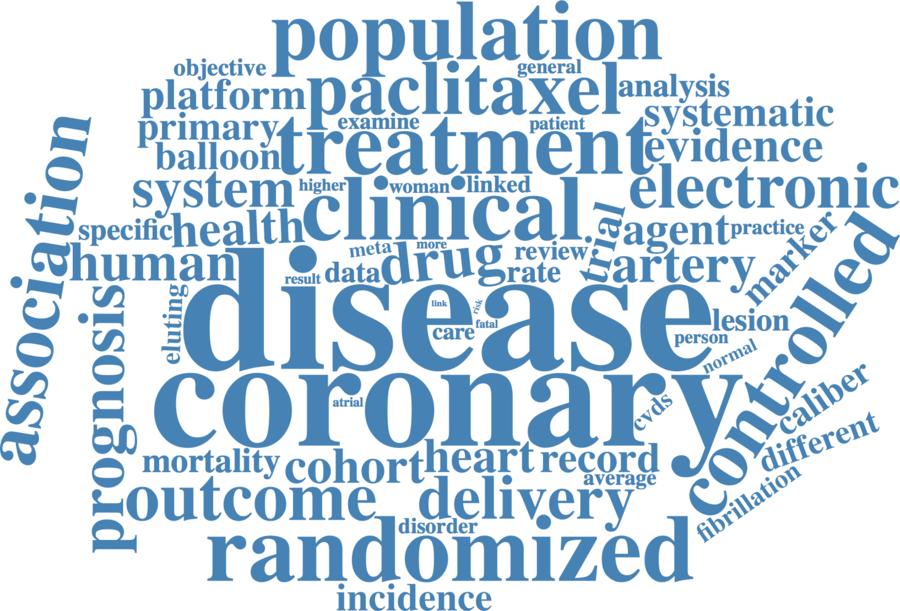 population
objective
general
platform
paclitaxel
analysis
systematic
primary
examine
patient
treatment
evidence
balloon
association
system
higher
woman
linked
electronic
clinical
specific
health
trial
agent
practice
marker
meta
more
drug
review
human
result
data
rate
artery
controlled
eluting
disease
link
risk
care
fatal
lesion
person
prognosis
normal
coronary
atrial
cvds
caliber
mortality
cohort
heart
record
different
average
outcome
delivery
fibrillation
disorder
randomized
incidence